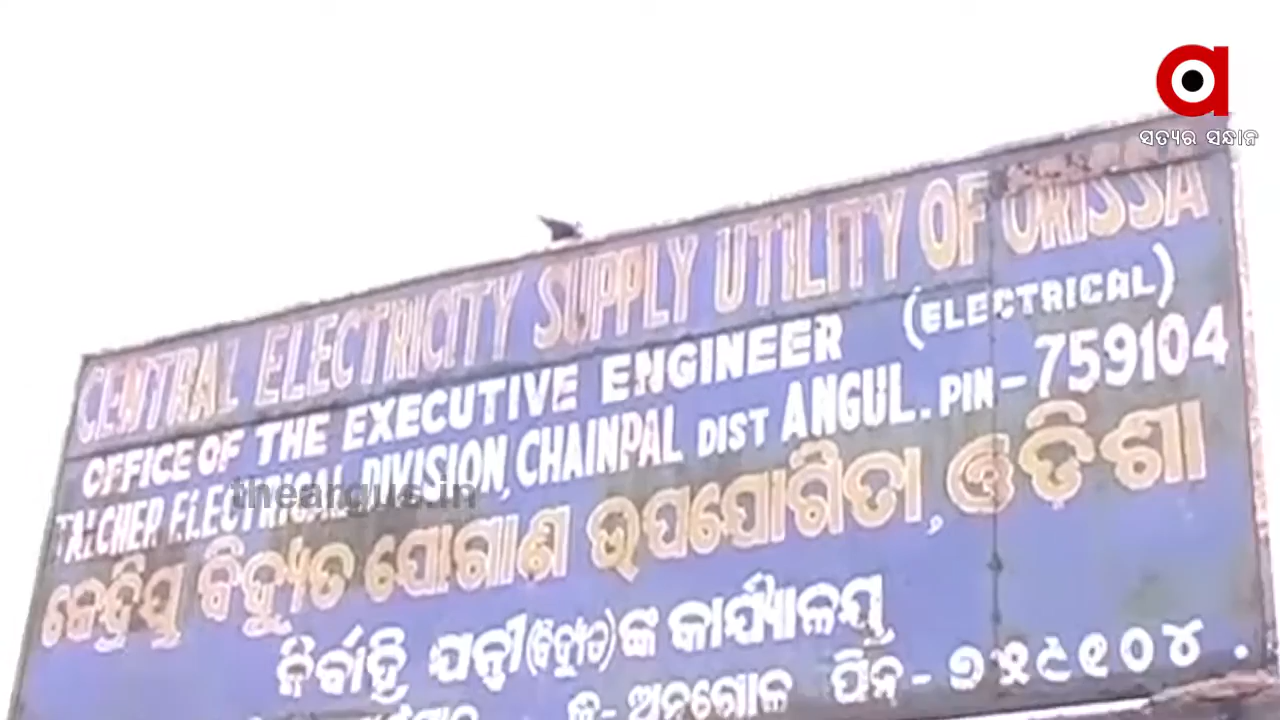 ସତ୍ୟର ସନ୍ଧାନ
CENTRAL ELECTRICITY SUPPLY UTILITY OF ORISSA
OFFICE OF THE EXECUTIVE ENGINEER (ELECTRICAL)
TALCHER ELECTRICAL DIVISION, CHAINPAL DIST ANGUL. PIN-759104
theargus.in
କେନ୍ଦ୍ରିୟ ବିଦ୍ୟୁତ ଯୋଗାଣ ଉପଯୋଗିତା, ଓଡିଶା
ନିର୍ବାହି ଯନ୍ତ୍ରୀ(ବିଦ୍ୟୁତ)ଙ୍କ କାର୍ଯ୍ୟାଳୟ
ଜି- ଅନୁଗୋଳ ପିନ-୭୫୯୧୦୪.